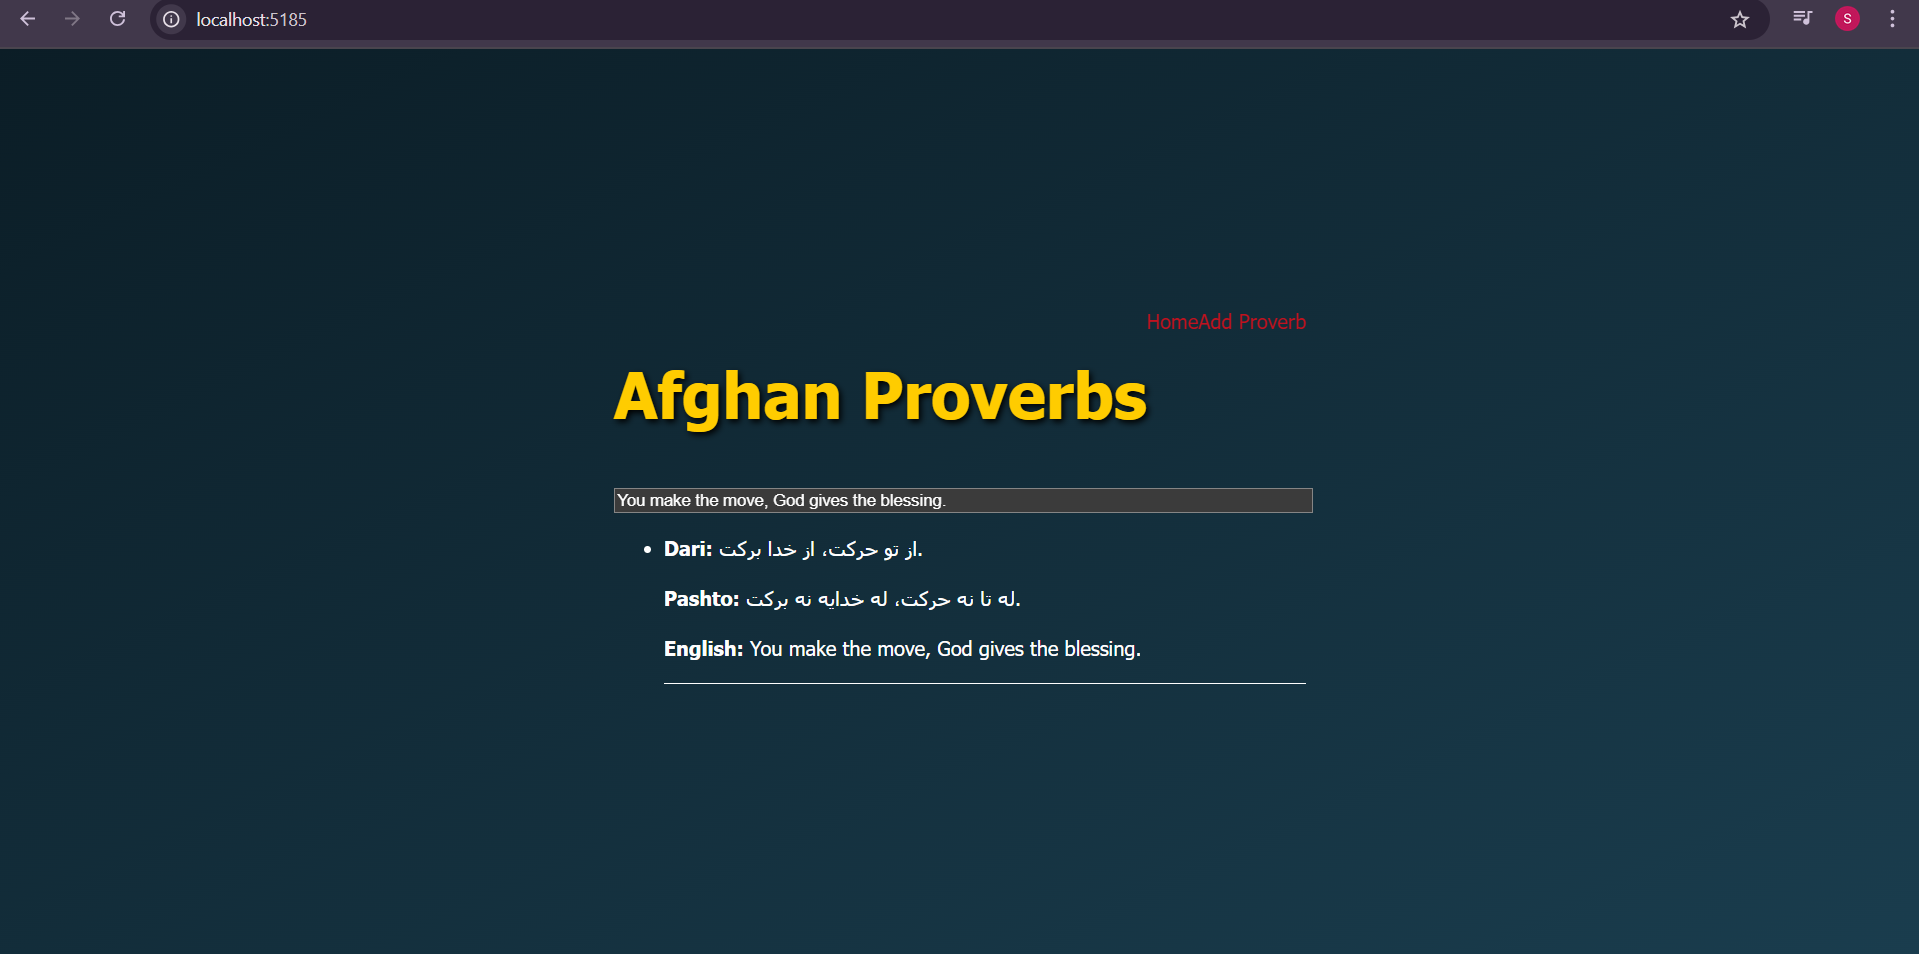 localhost:5185
S
HomeAdd Proverb
Afghan Proverbs
You make the move, God gives the blessing.
Dari: از تو حرکت، از خدا برکت.
Pashto: له تا نه حرکت، له خدایه نه برکت.
English: You make the move, God gives the blessing.